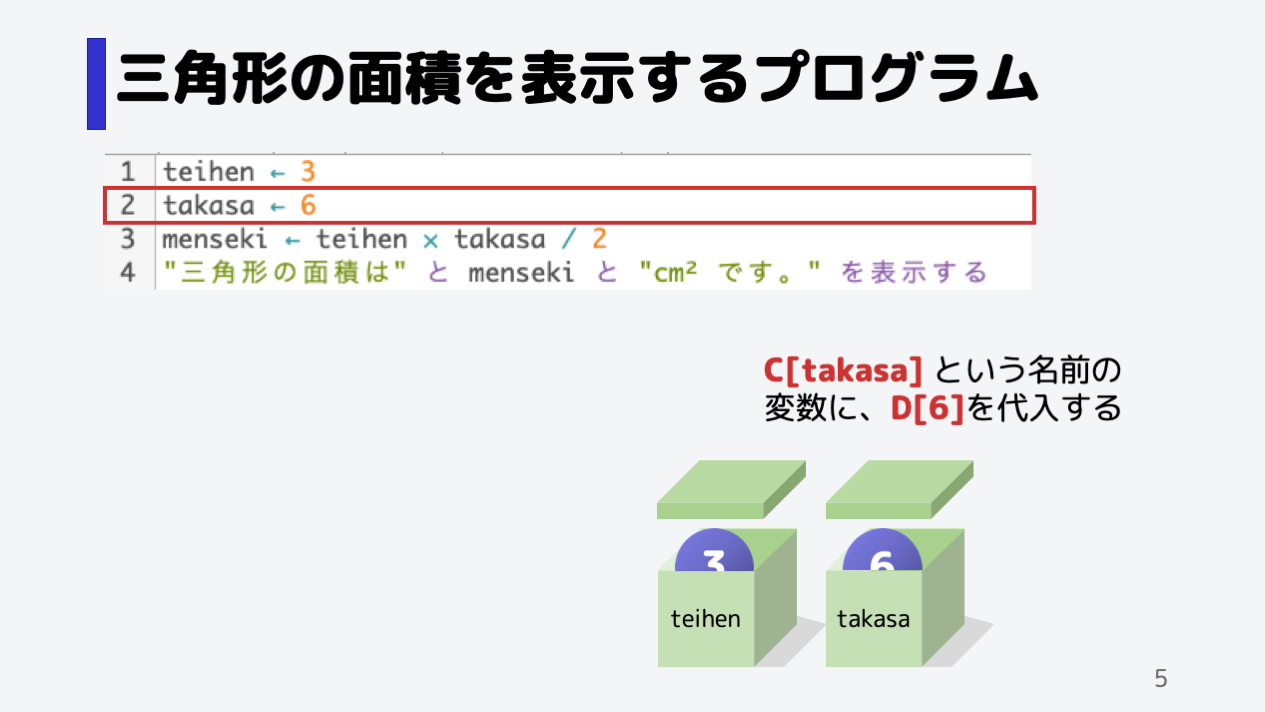 三角形の面積を表示するプログラム
1 teihen ← 3
2 takasa ← 6
3 menseki ← teihen × takasa / 2
4 "三角形の面積は" と menseki と "cm² です。" を表示する
C[takasa] という名前の
変数に、D[6]を代入する
3 6
teihen takasa
5